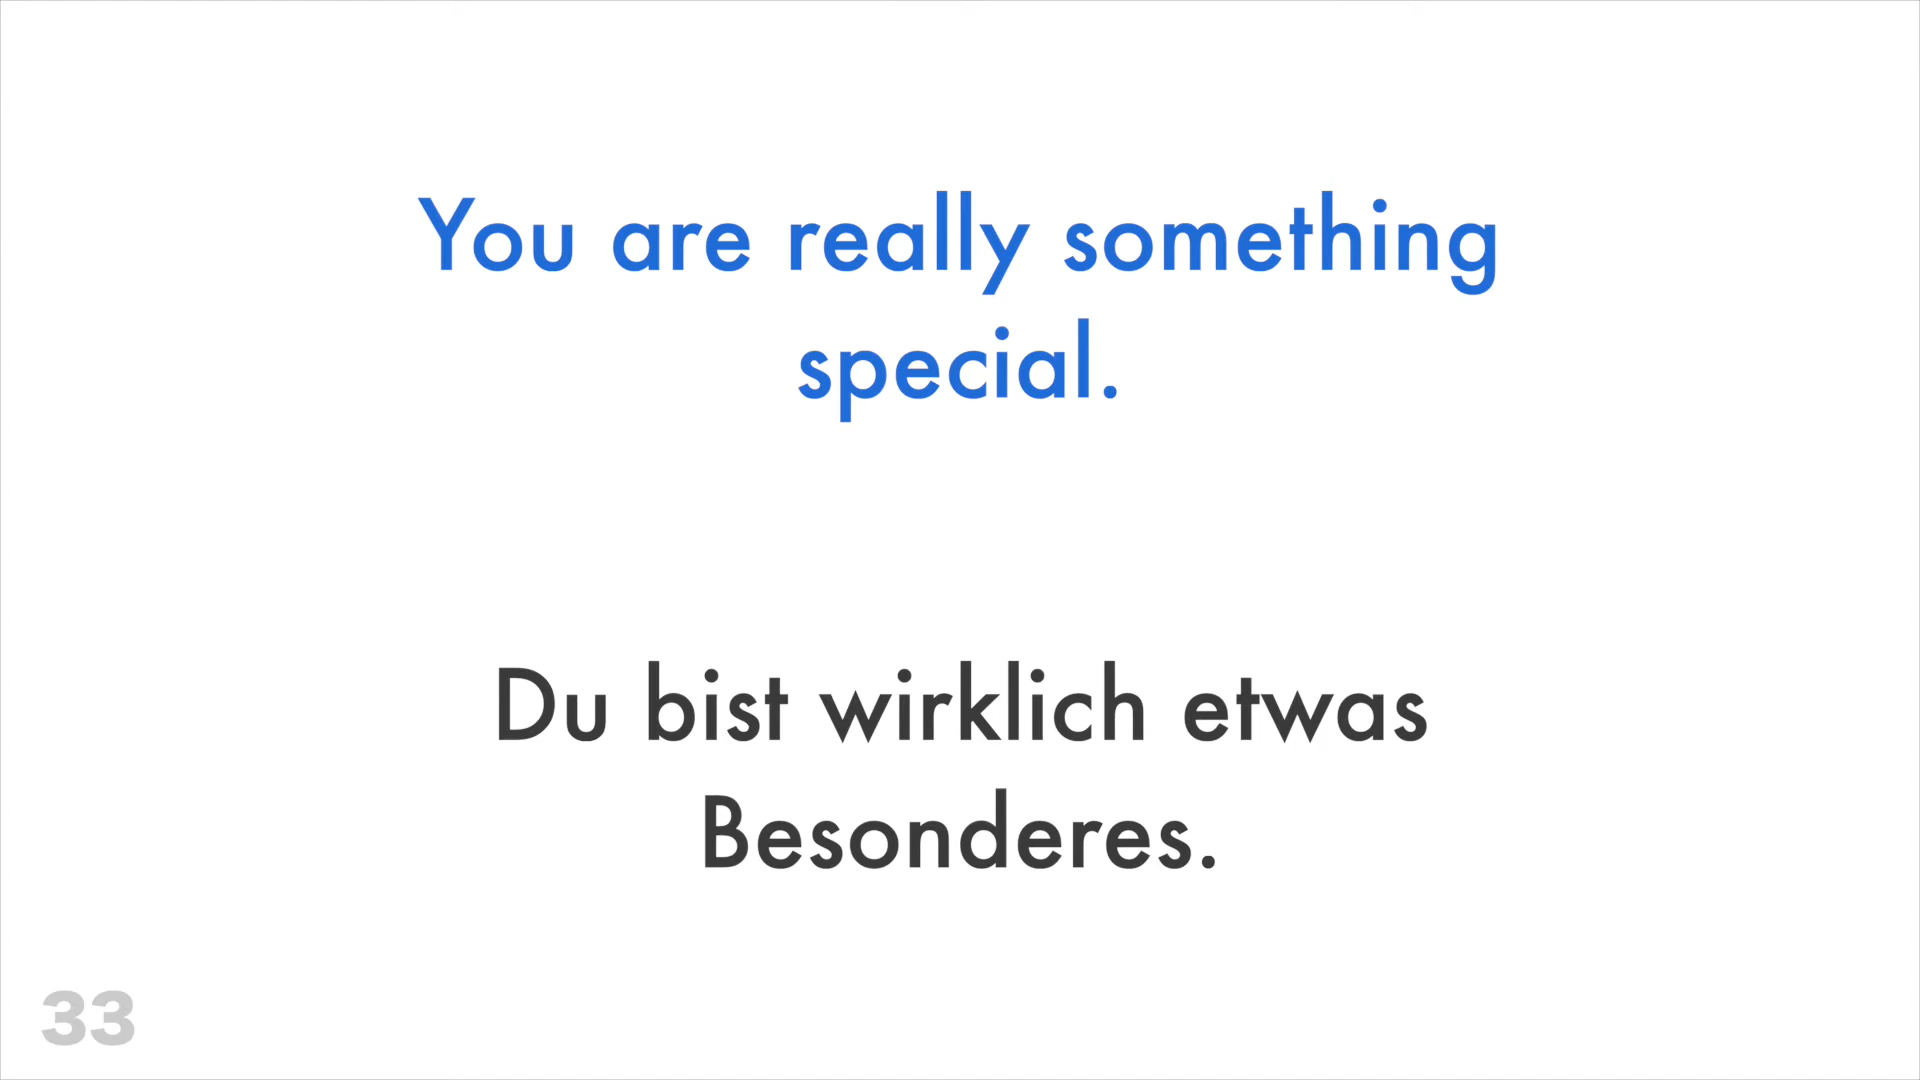 You are really something
special.
Du bist wirklich etwas
Besonderes.
33